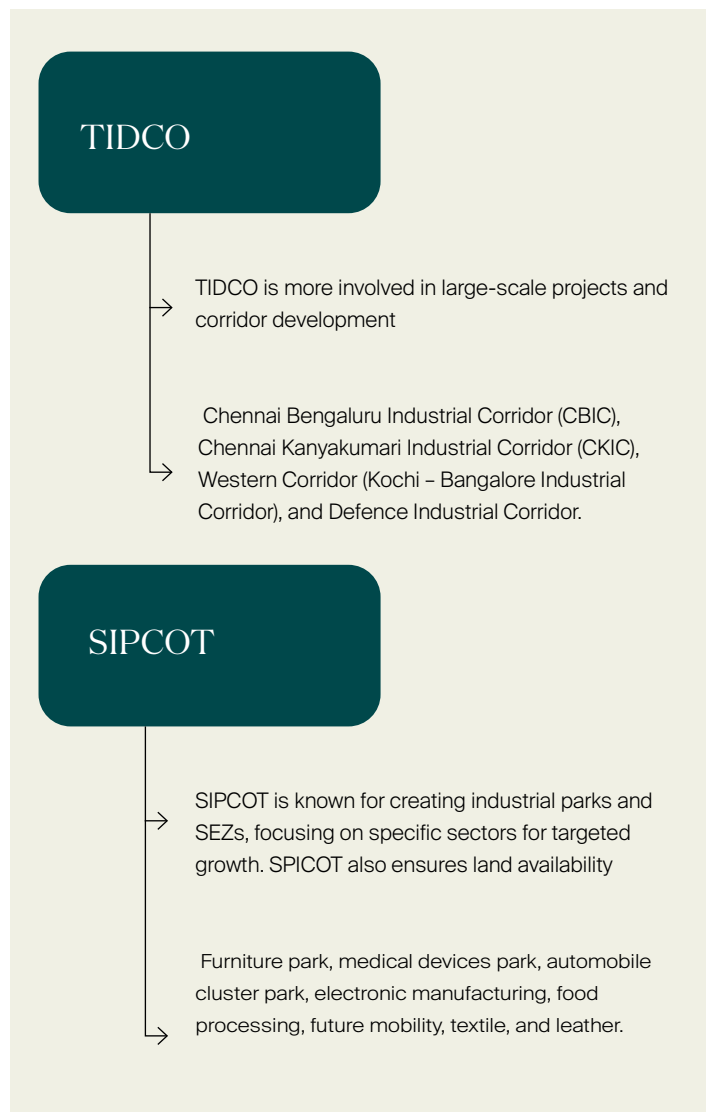 TIDCO
TIDCO is more involved in large-scale projects and
corridor development
Chennai Bengaluru Industrial Corridor (CBIC),
Chennai Kanyakumari Industrial Corridor (CKIC),
Western Corridor (Kochi – Bangalore Industrial
Corridor), and Defence Industrial Corridor.
SIPCOT
SIPCOT is known for creating industrial parks and
SEZs, focusing on specific sectors for targeted
growth. SPICOT also ensures land availability
Furniture park, medical devices park, automobile
cluster park, electronic manufacturing, food
processing, future mobility, textile, and leather.